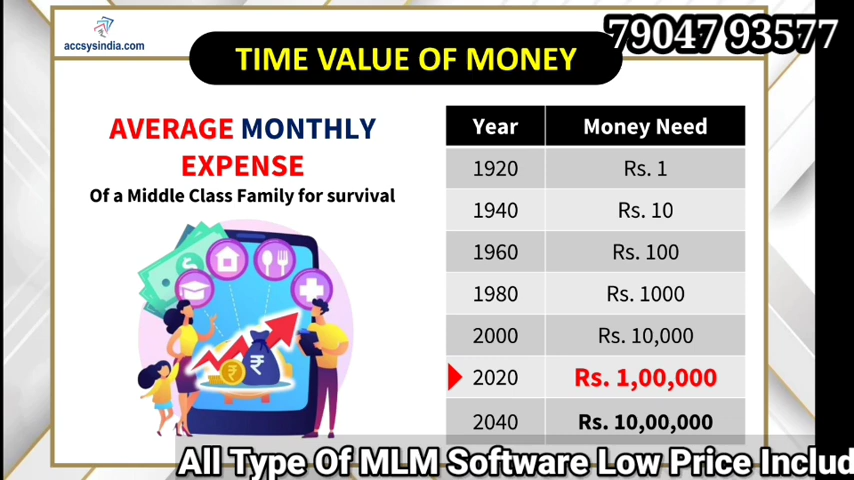 accsysindia.com
TIME VALUE OF MONEY
79047 93577
AVERAGE MONTHLY
EXPENSE
Of a Middle Class Family for survival
Year Money Need
1920 Rs. 1
1940 Rs. 10
1960 Rs. 100
1980 Rs. 1000
2000 Rs. 10,000
2020 Rs. 1,00,000
2040 Rs. 10,00,000
All Type Of MLM Software Low Price Includ